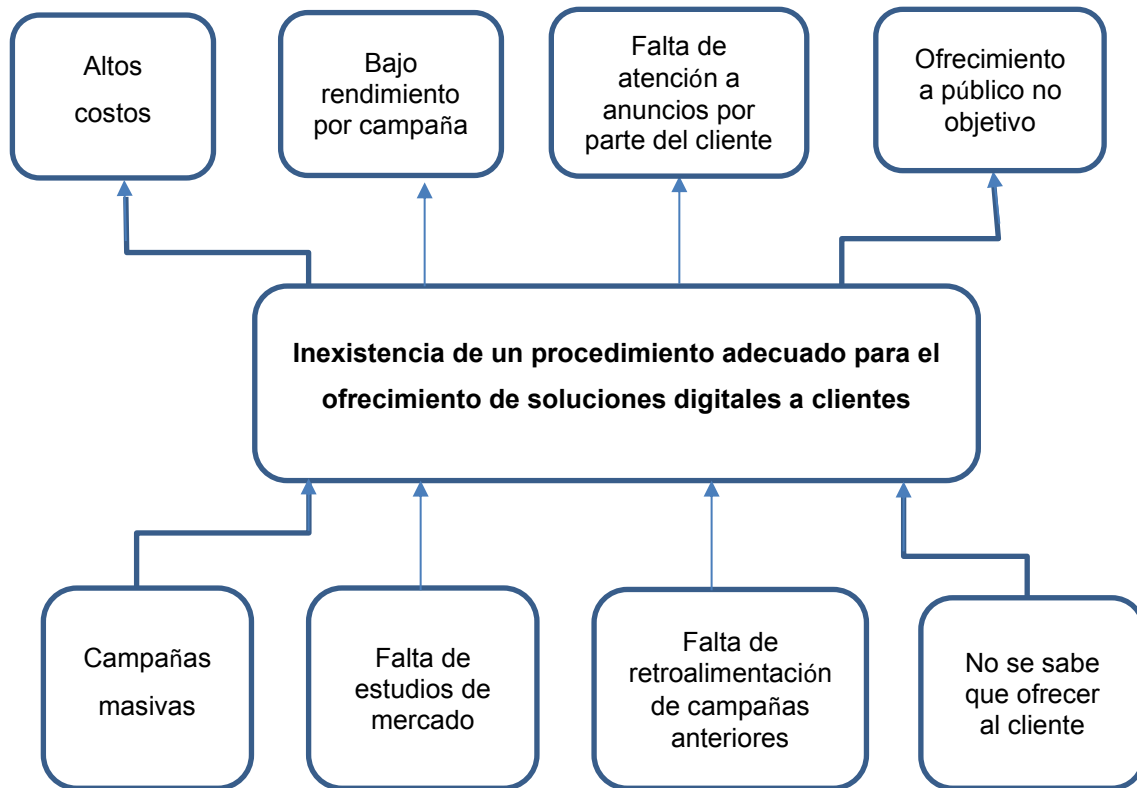 Altos
costos
Bajo
rendimiento
por campaña
Falta de
atención a
anuncios por
parte del cliente
Ofrecimiento
a público no
objetivo
Inexistencia de un procedimiento adecuado para el
ofrecimiento de soluciones digitales a clientes
Campañas
masivas
Falta de
estudios de
mercado
Falta de
retroalimentación
de campañas
anteriores
No se sabe
que ofrecer
al cliente